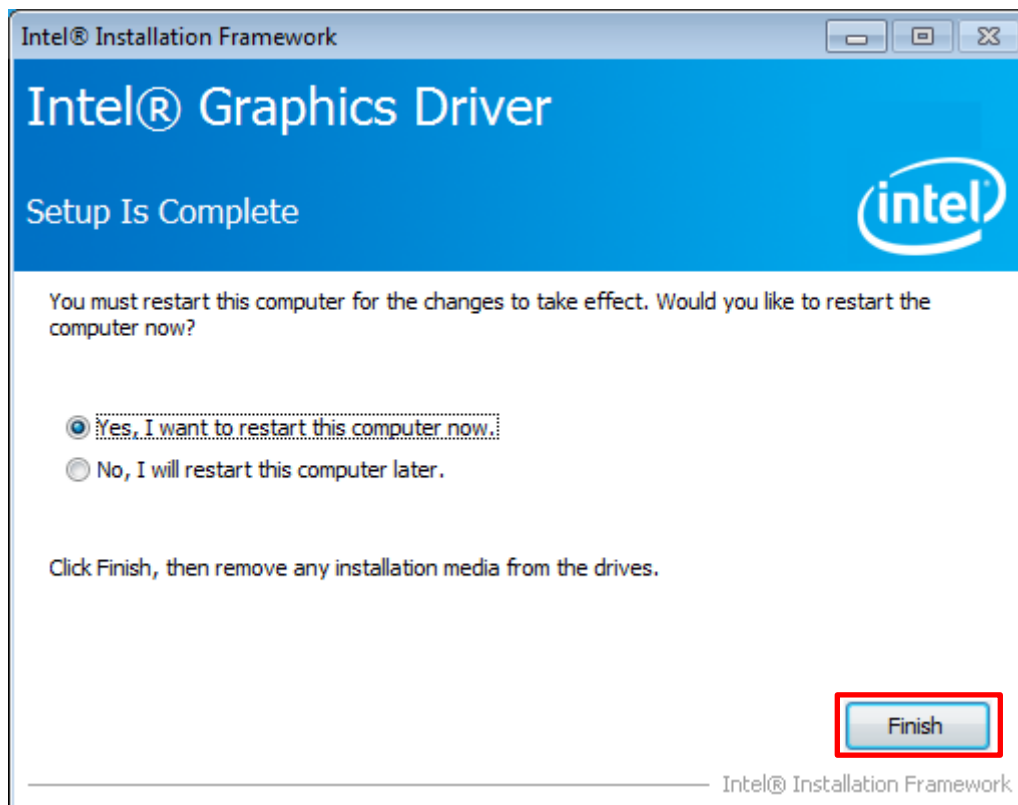 Intel® Installation Framework
Intel® Graphics Driver
Setup Is Complete
intel
You must restart this computer for the changes to take effect. Would you like to restart the
computer now?
Yes, I want to restart this computer now.
No, I will restart this computer later.
Click Finish, then remove any installation media from the drives.
Finish
Intel® Installation Framework